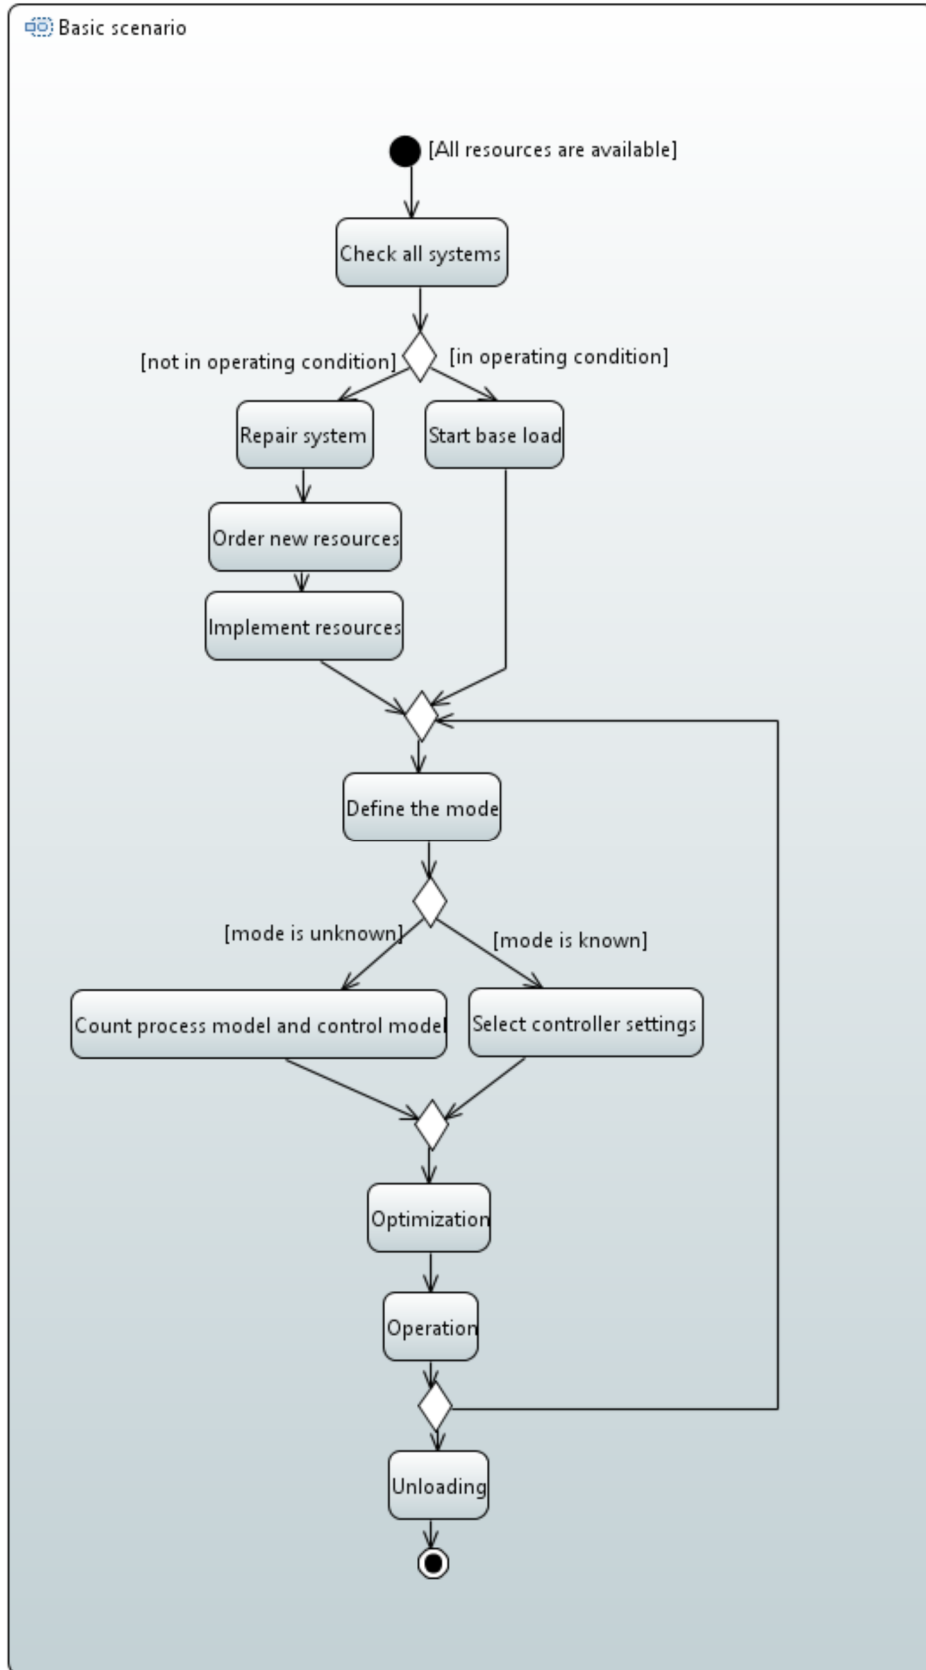 Basic scenario
[All resources are available]
Check all systems
[not in operating condition]
[in operating condition]
Repair system
Start base load
Order new resources
Implement resources
Define the mode
[mode is unknown]
[mode is known]
Count process model and control model
Select controller settings
Optimization
Operation
Unloading